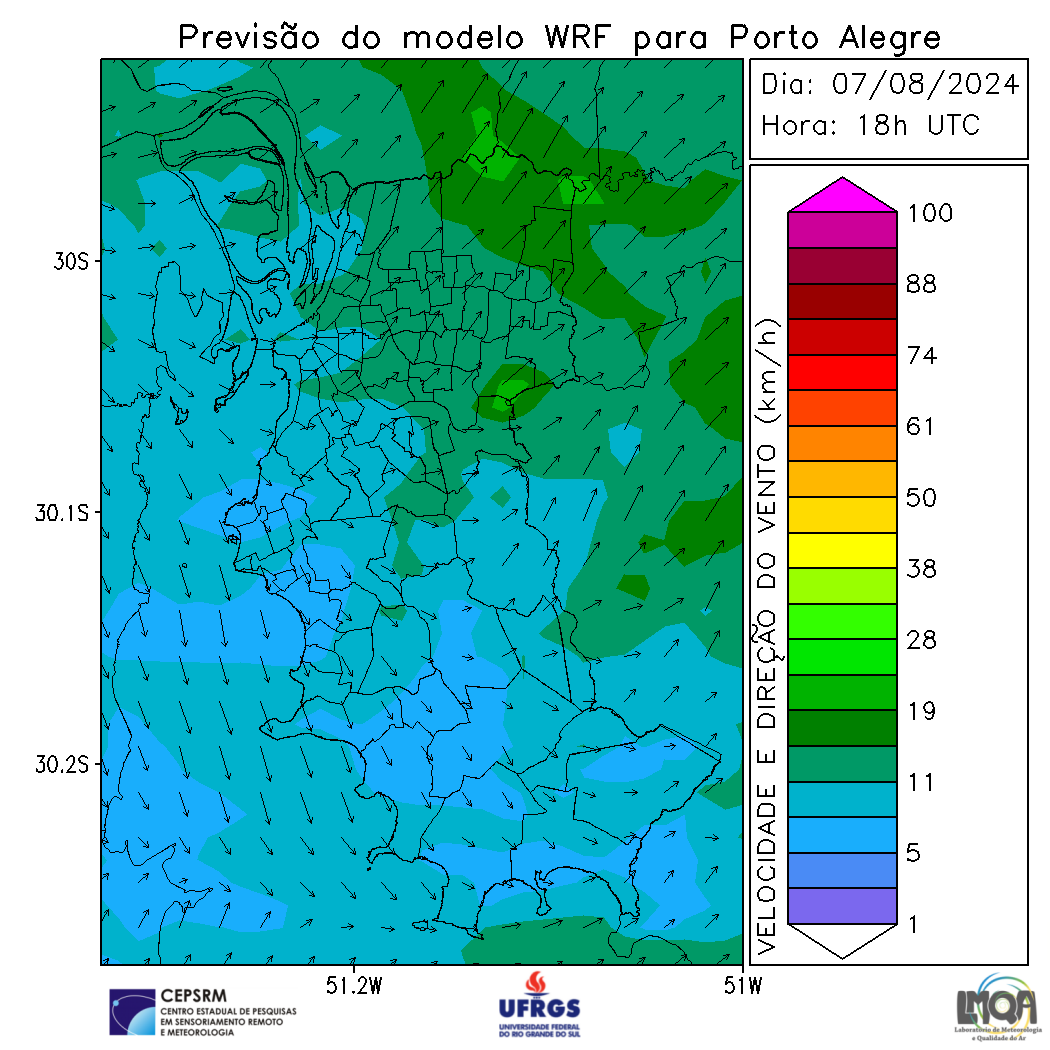 Previsão do modelo WRF para Porto Alegre
Dia: 07/08/2024
Hora: 18h UTC
30S
30.1S
30.2S
51.2W
51W
VELOCIDADE E DIREÇÃO DO VENTO (km/h)
100
88
74
61
50
38
28
19
11
5
1
CEPSRM
CENTRO ESTADUAL DE PESQUISAS
EM SENSORIAMENTO REMOTO
E METEOROLOGIA
UFRGS
UNIVERSIDADE FEDERAL
DO RIO GRANDE DO SUL
LMQA
Laboratório de Meteorologia
e Qualidade do Ar